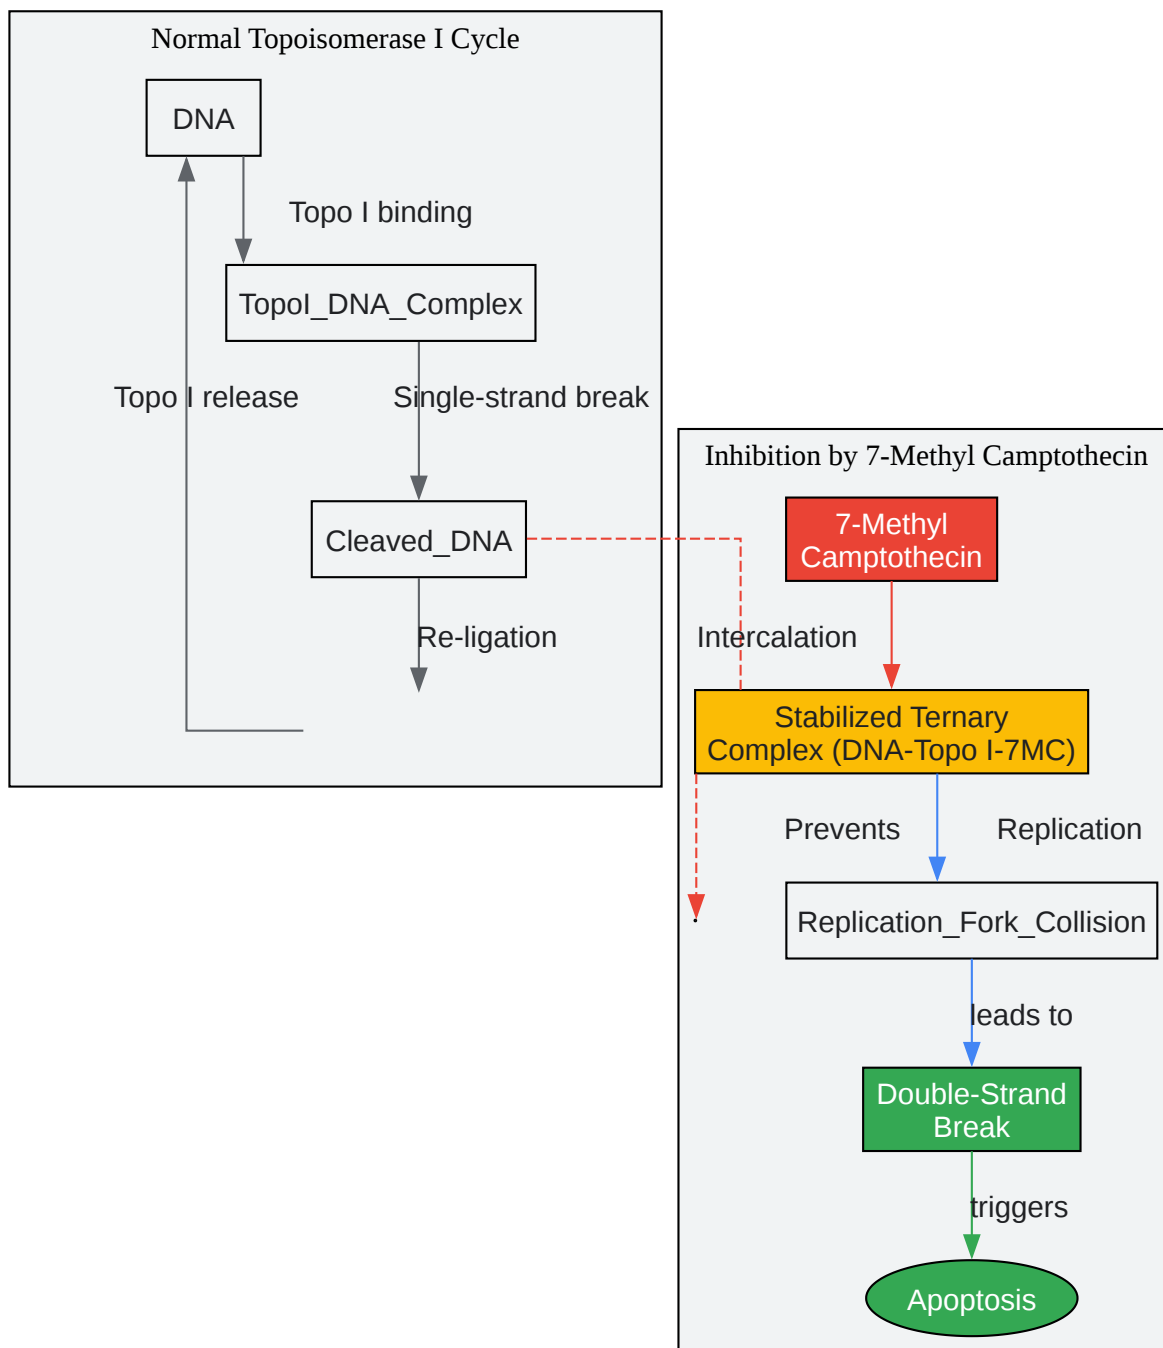 Normal Topoisomerase I Cycle
DNA
Topo I binding
TopoI_DNA_Complex
Topo I release
Single-strand break
Cleaved_DNA
Re-ligation
Inhibition by 7-Methyl Camptothecin
7-Methyl
Camptothecin
Intercalation
Stabilized Ternary
Complex (DNA-Topo I-7MC)
Prevents
Replication
Replication_Fork_Collision
leads to
Double-Strand
Break
triggers
Apoptosis